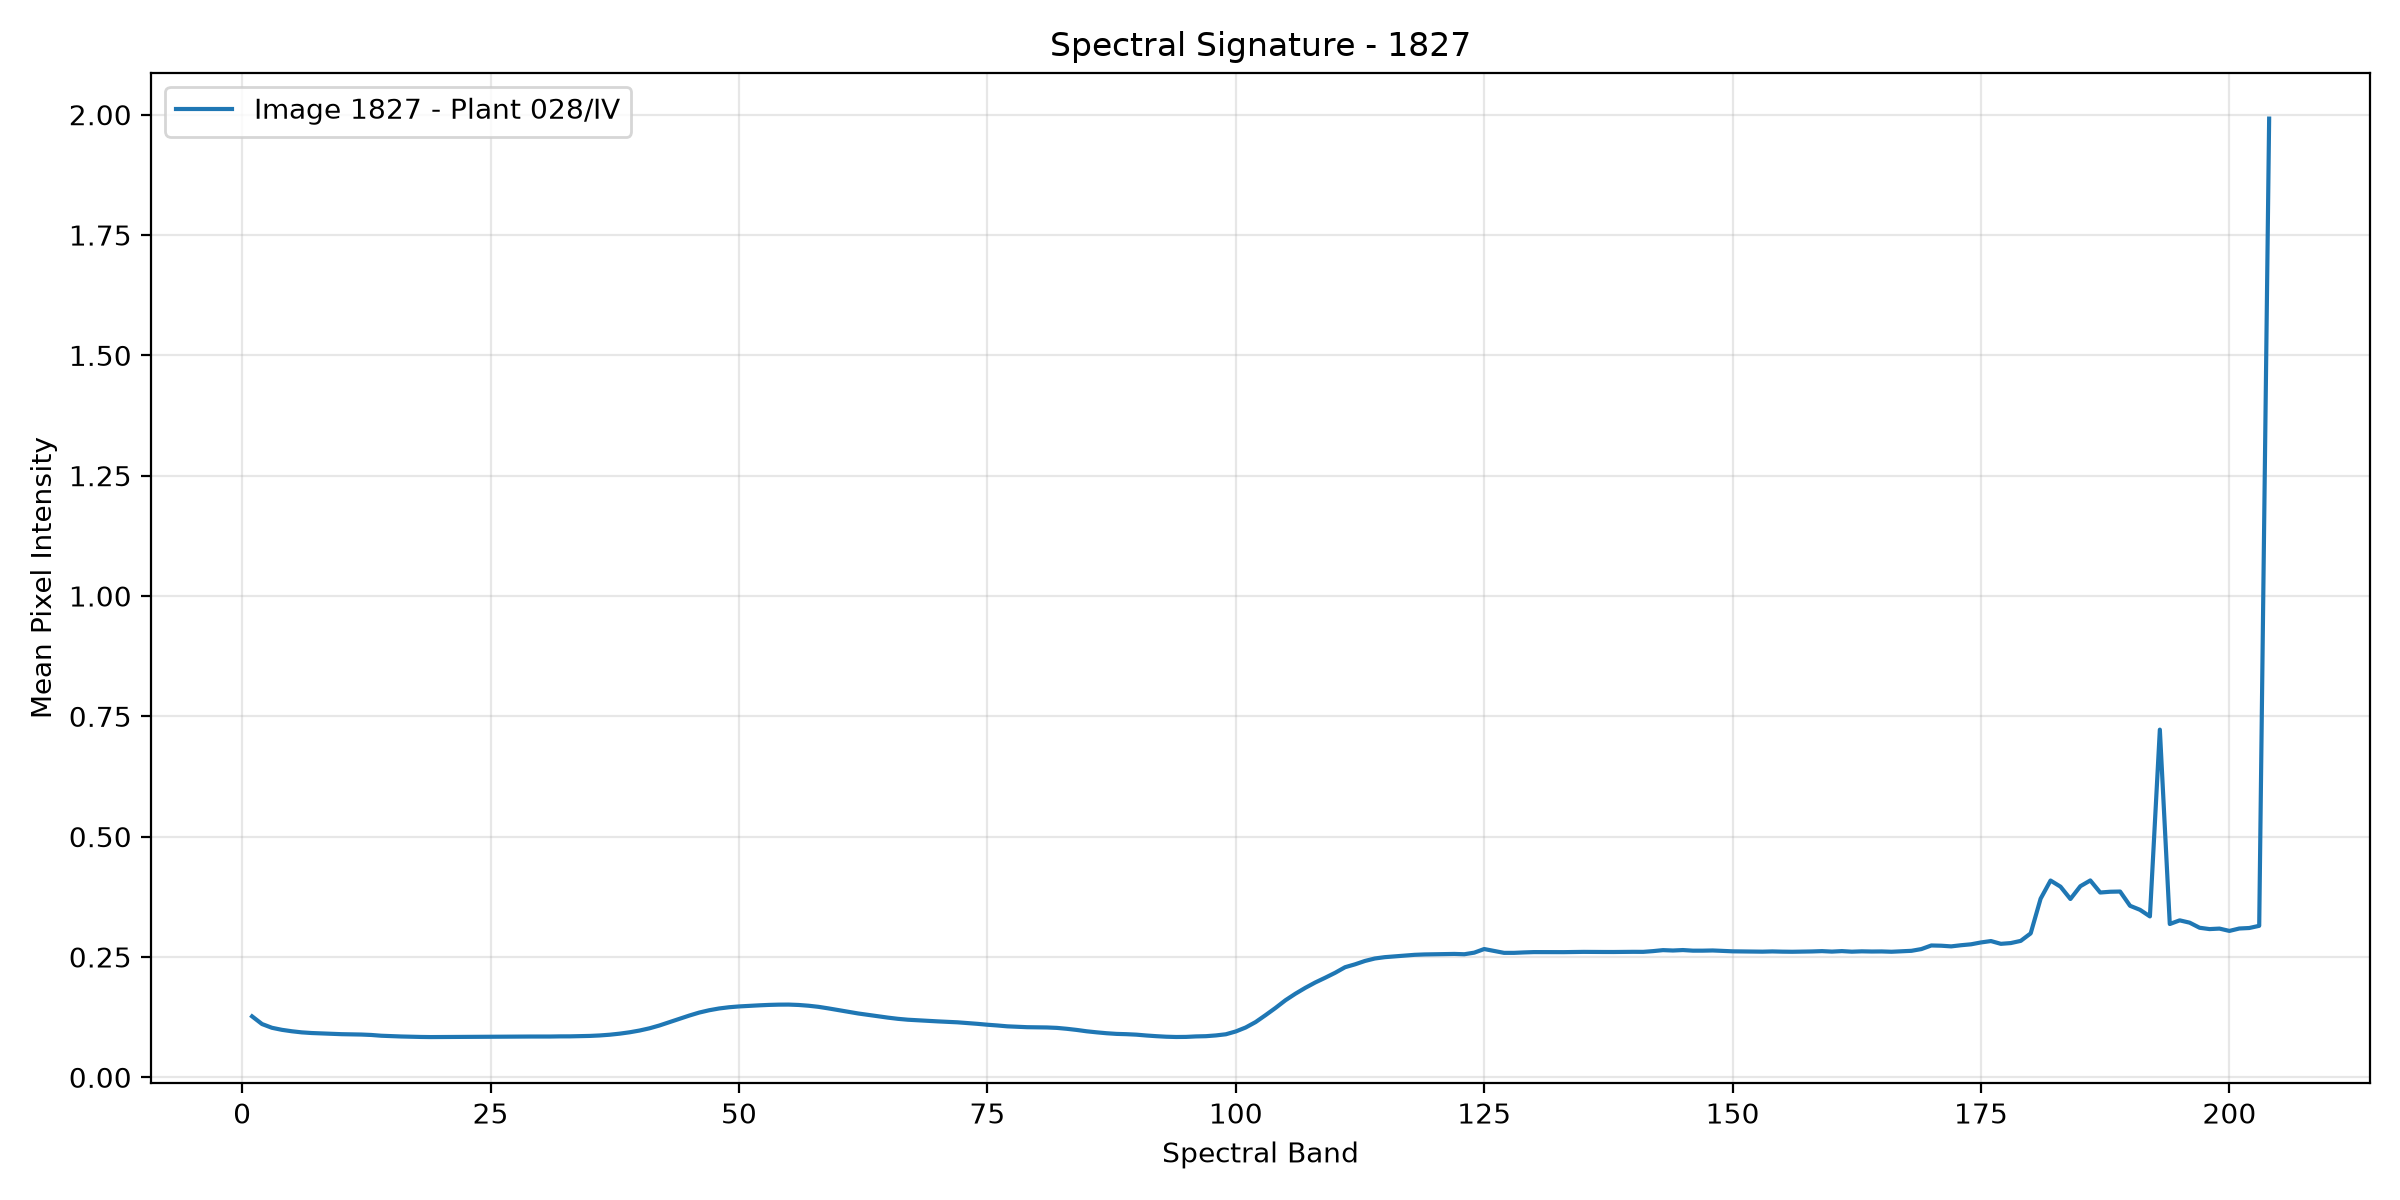 Spectral Signature - 1827
Image 1827 - Plant 028/IV
Mean Pixel Intensity
2.00
1.75
1.50
1.25
1.00
0.75
0.50
0.25
0.00
0 25 50 75 100 125 150 175 200
Spectral Band